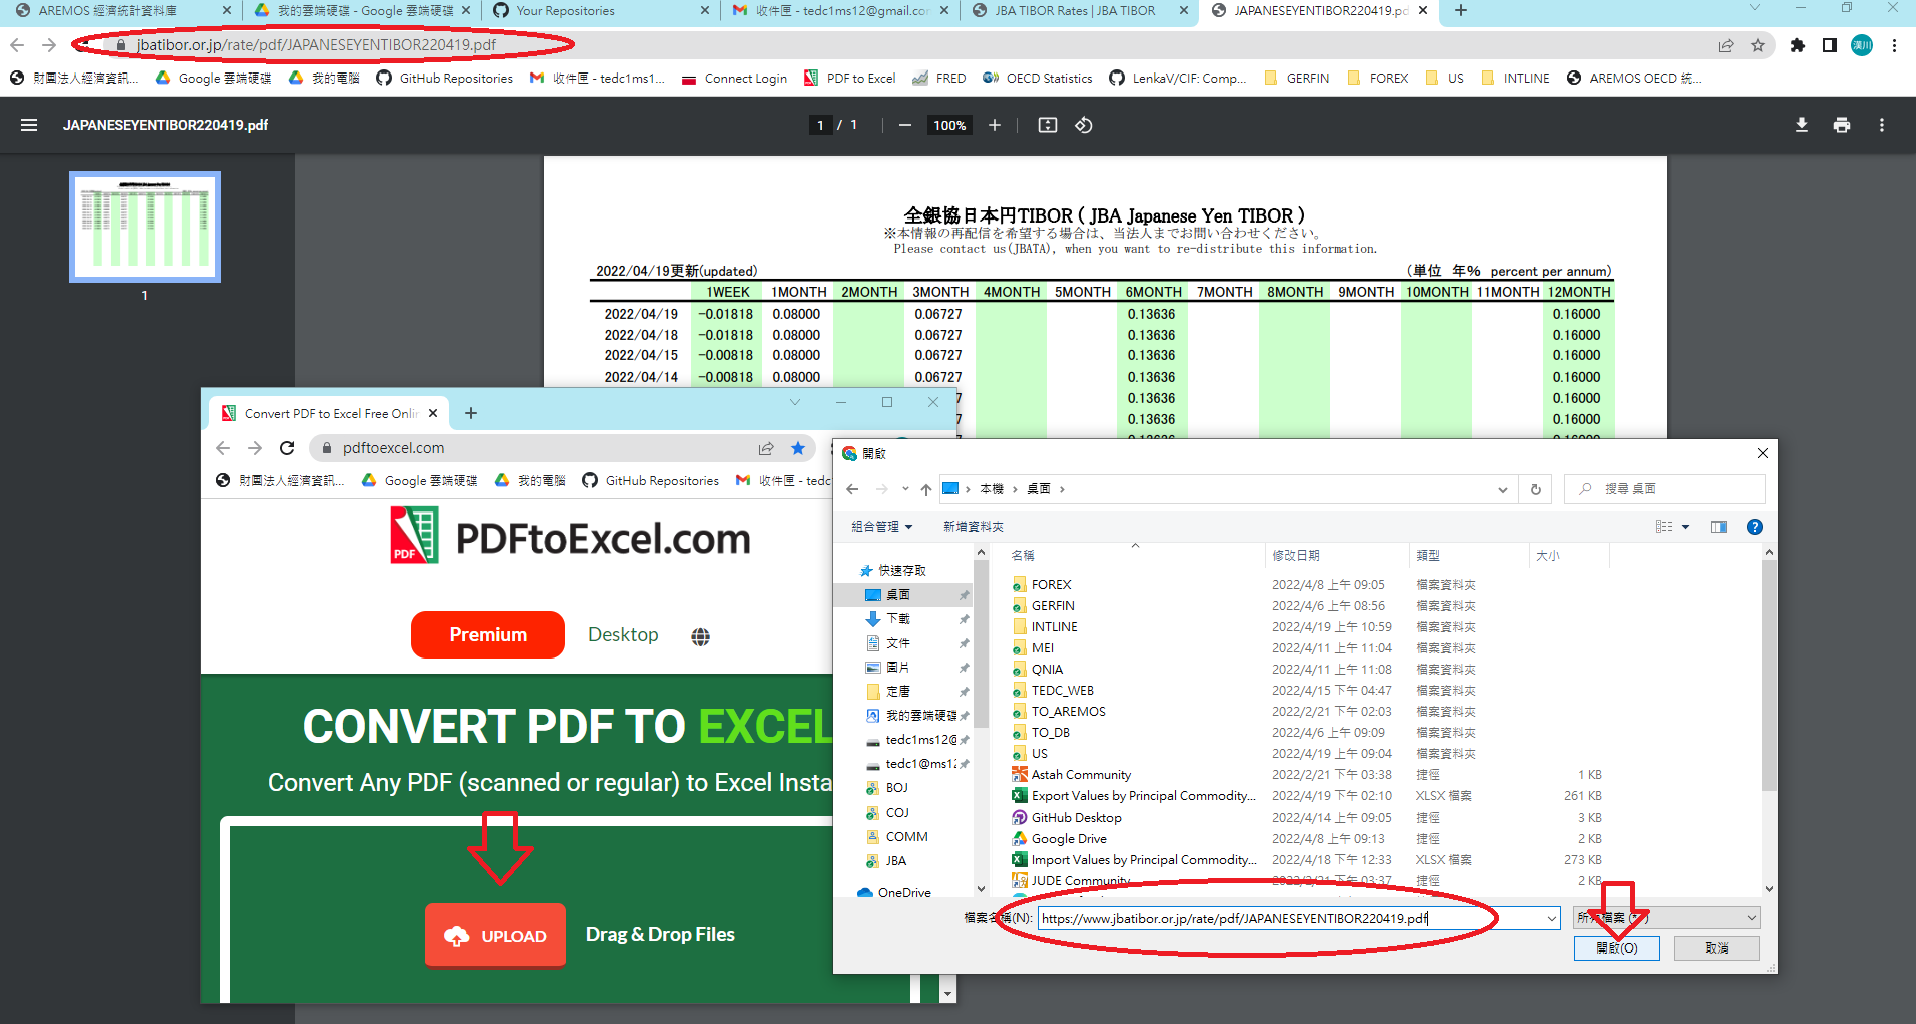 AREMOS 經濟統計資料庫
我的雲端硬碟 - Google 雲端硬碟
Your Repositories
收件匣 - tedc1ms12@gmail.co
JBA TIBOR Rates | JBA TIBOR
JAPANESEYENTIBOR220419.pd
jbatibor.or.jp/rate/pdf/JAPANESEYENTIBOR220419.pdf
漢川
財團法人經濟資訊...
Google 雲端硬碟
我的電腦
GitHub Repositories
收件匣 - tedc1ms1...
Connect Login
PDF to Excel
FRED
OECD Statistics
LenkaV/CIF: Comp...
GERFIN
FOREX
US
INTLINE
AREMOS OECD 統...
JAPANESEYENTIBOR220419.pdf
1 / 1
100%
1
全銀協日本円TIBOR ( JBA Japanese Yen TIBOR )
※本情報の再配信を希望する場合は、当法人までお問い合わせください。
Please contact us(JBATA), when you want to re-distribute this information.
2022/04/19更新(updated)
(単位 年% percent per annum)
1WEEK 1MONTH 2MONTH 3MONTH 4MONTH 5MONTH 6MONTH 7MONTH 8MONTH 9MONTH 10MONTH 11MONTH 12MONTH
2022/04/19 -0.01818 0.08000 0.06727 0.13636 0.16000
2022/04/18 -0.01818 0.08000 0.06727 0.13636 0.16000
2022/04/15 -0.00818 0.08000 0.06727 0.13636 0.16000
2022/04/14 -0.00818 0.08000 0.06727 0.13636 0.16000
7 0.13636 0.16000
7 0.13636 0.16000
Convert PDF to Excel Free Onlin
pdftoexcel.com
財團法人經濟資訊...
Google 雲端硬碟
我的電腦
GitHub Repositories
收件匣 - tedc
PDF
PDFtoExcel.com
Premium
Desktop
CONVERT PDF TO EXCEL
Convert Any PDF (scanned or regular) to Excel Insta
UPLOAD
Drag & Drop Files
開啟
本機 > 桌面 >
搜尋 桌面
組合管理
新增資料夾
快速存取
桌面
下載
文件
圖片
定唐
我的雲端硬碟
tedc1ms12@
tedc1@ms12
BOJ
COJ
COMM
JBA
OneDrive
名稱 修改日期 類型 大小
FOREX 2022/4/8 上午 09:05 檔案資料夾
GERFIN 2022/4/6 上午 08:56 檔案資料夾
INTLINE 2022/4/19 上午 10:59 檔案資料夾
MEI 2022/4/11 上午 11:04 檔案資料夾
QNIA 2022/4/11 上午 11:08 檔案資料夾
TEDC_WEB 2022/4/15 下午 04:47 檔案資料夾
TO_AREMOS 2022/2/21 下午 02:03 檔案資料夾
TO_DB 2022/4/6 上午 09:09 檔案資料夾
US 2022/4/19 上午 09:04 檔案資料夾
Astah Community 2022/2/21 下午 03:38 捷徑 1 KB
Export Values by Principal Commodity... 2022/4/19 下午 02:10 XLSX 檔案 261 KB
GitHub Desktop 2022/4/14 上午 09:05 捷徑 3 KB
Google Drive 2022/4/8 上午 09:13 捷徑 2 KB
Import Values by Principal Commodity... 2022/4/18 下午 12:33 XLSX 檔案 273 KB
JUDE Community 2022/2/21 下午 03:37 捷徑 2 KB
檔案名稱(N): https://www.jbatibor.or.jp/rate/pdf/JAPANESEYENTIBOR220419.pdf
所有檔案 (*.*)
開啟(O)
取消